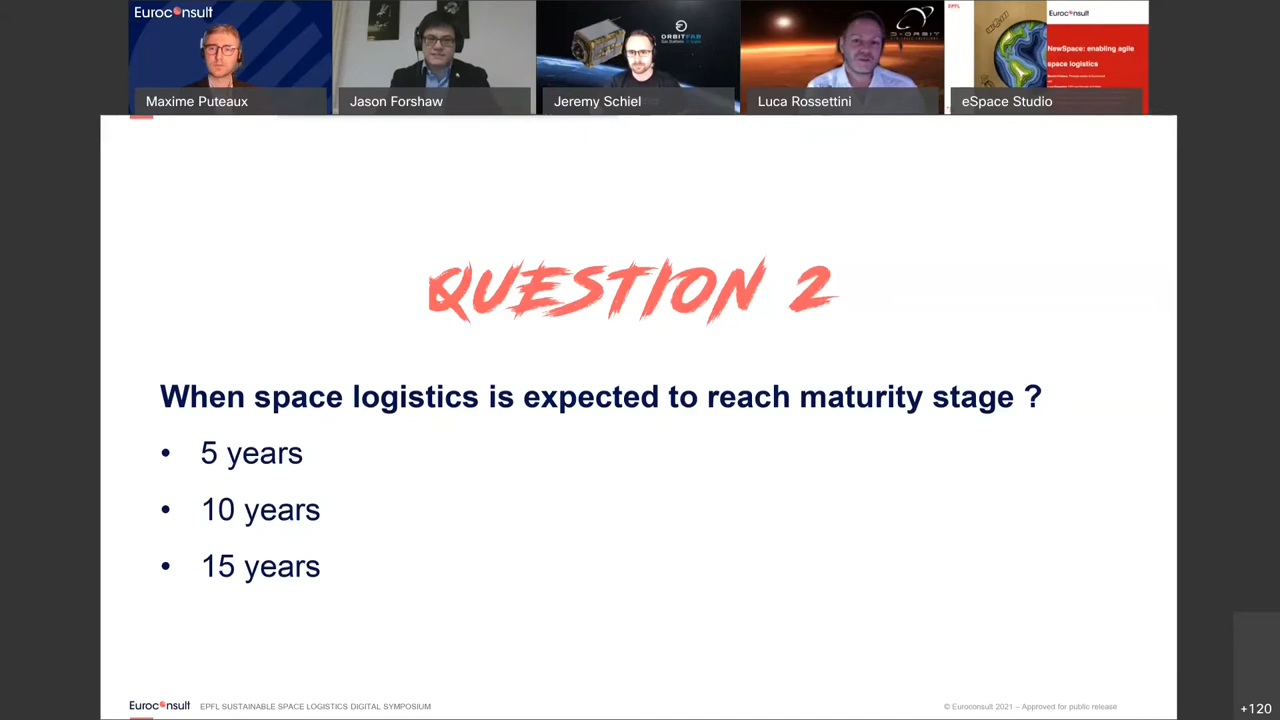 Euroconsult
ORBITFAB
D-ORBIT
EPFL
Euroconsult
NewSpace: enabling agile
space logistics
Maxime Puteaux
Jason Forshaw
Jeremy Schiel
Luca Rossettini
eSpace Studio
QUESTION 2
When space logistics is expected to reach maturity stage ?
• 5 years
• 10 years
• 15 years
Euroconsult EPFL SUSTAINABLE SPACE LOGISTICS DIGITAL SYMPOSIUM
© Euroconsult 2021 – Approved for public release
+120